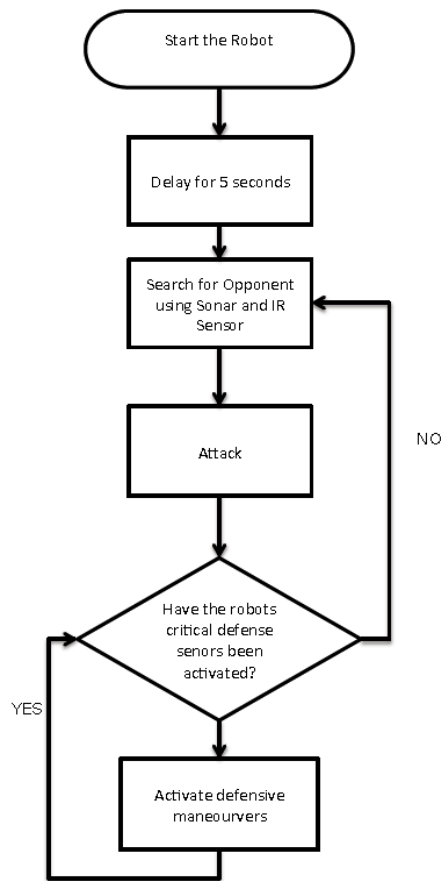 Start the Robot
Delay for 5 seconds
Search for Opponent
using Sonar and IR
Sensor
Attack
NO
Have the robots
critical defense
senors been
activated?
YES
Activate defensive
maneourvers